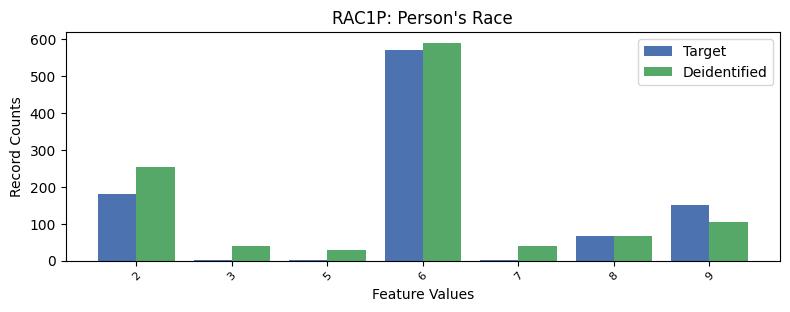 RAC1P: Person's Race
Record Counts
600
500
400
300
200
100
0
Target
Deidentified
2 3 5 6 7 8 9
Feature Values